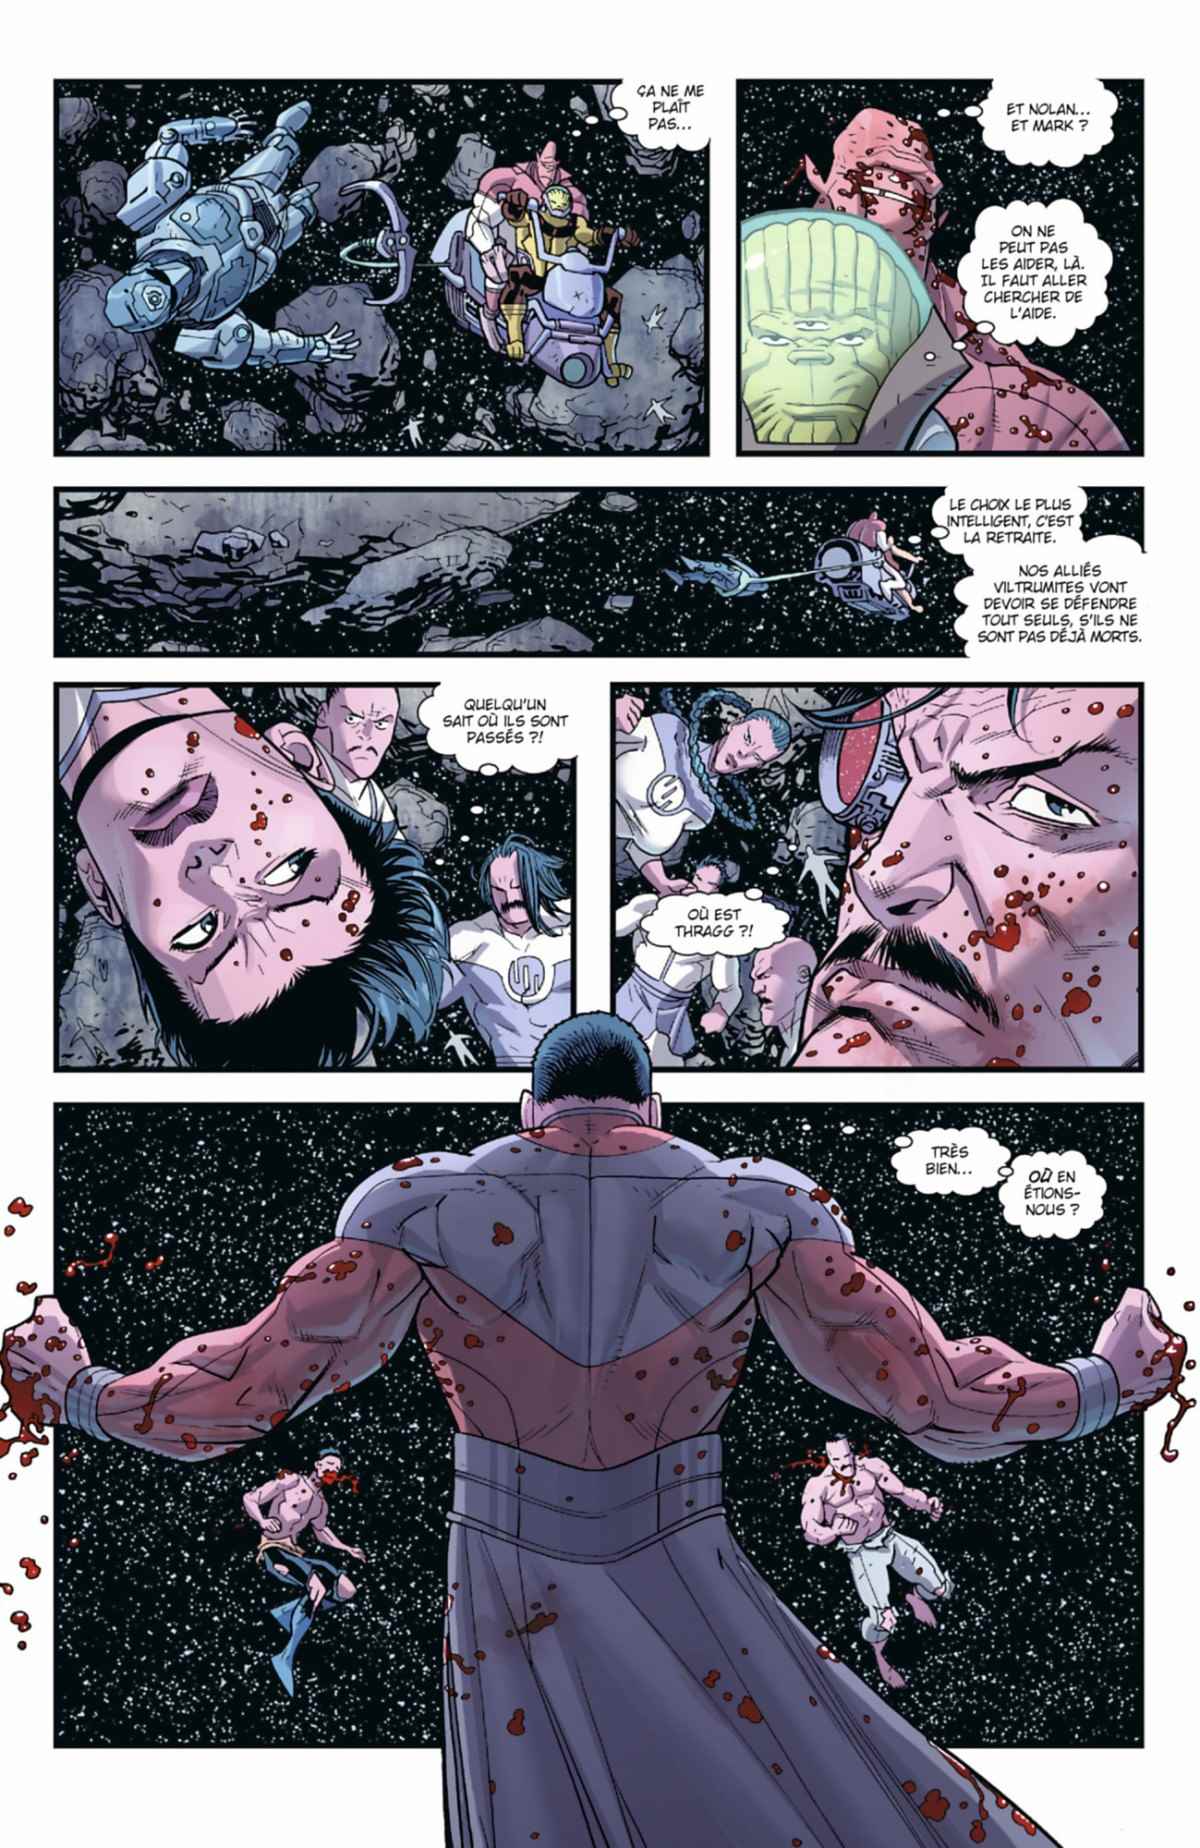 ÇA NE ME
PLAÎT
PAS...
ET NOLAN...
ET MARK ?
ON NE
PEUT PAS
LES AIDER, LÀ.
IL FAUT ALLER
CHERCHER DE
L'AIDE.
LE CHOIX LE PLUS
INTELLIGENT, C'EST
LA RETRAITE.
NOS ALLIÉS
VILTRUMITES VONT
DEVOIR SE DÉFENDRE
TOUT SEULS, S'ILS NE
SONT PAS DÉJÀ MORTS.
QUELQU'UN
SAIT OÙ ILS SONT
PASSÉS ?!
OÙ EST
THRAGG ?!
TRÈS
BIEN...
OÙ EN
ÉTIONS-
NOUS ?